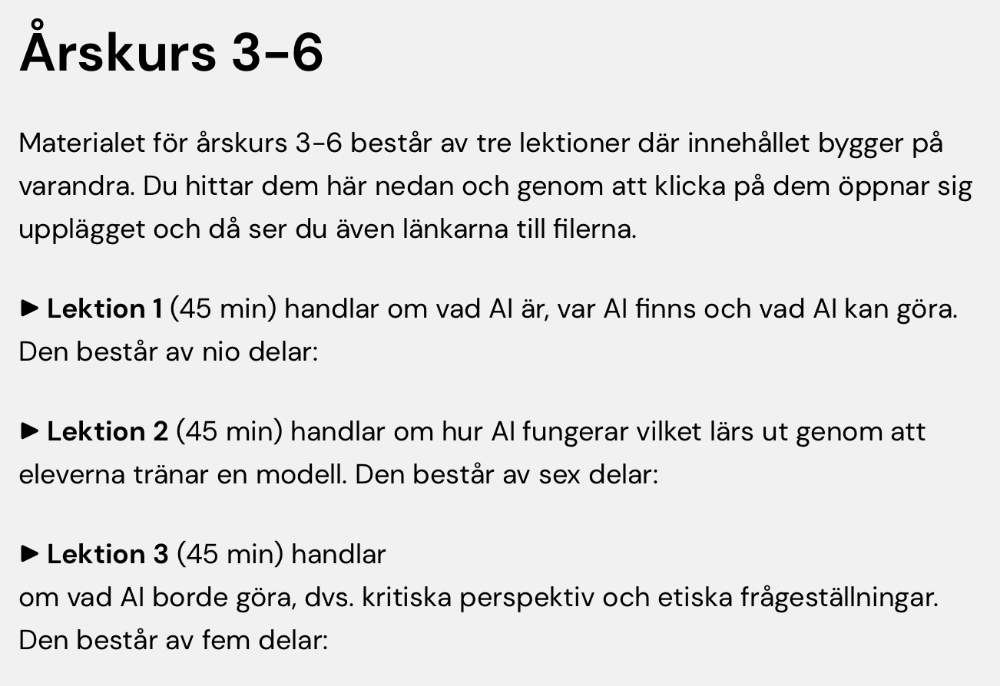 Årskurs 3–6
Materialet för årskurs 3–6 består av tre lektioner där innehållet bygger på
varandra. Du hittar dem här nedan och genom att klicka på dem öppnar sig
upplägget och då ser du även länkarna till filerna.
▶ Lektion 1 (45 min) handlar om vad AI är, var AI finns och vad AI kan göra.
Den består av nio delar:
▶ Lektion 2 (45 min) handlar om hur AI fungerar vilket lärs ut genom att
eleverna tränar en modell. Den består av sex delar:
▶ Lektion 3 (45 min) handlar
om vad AI borde göra, dvs. kritiska perspektiv och etiska frågeställningar.
Den består av fem delar: